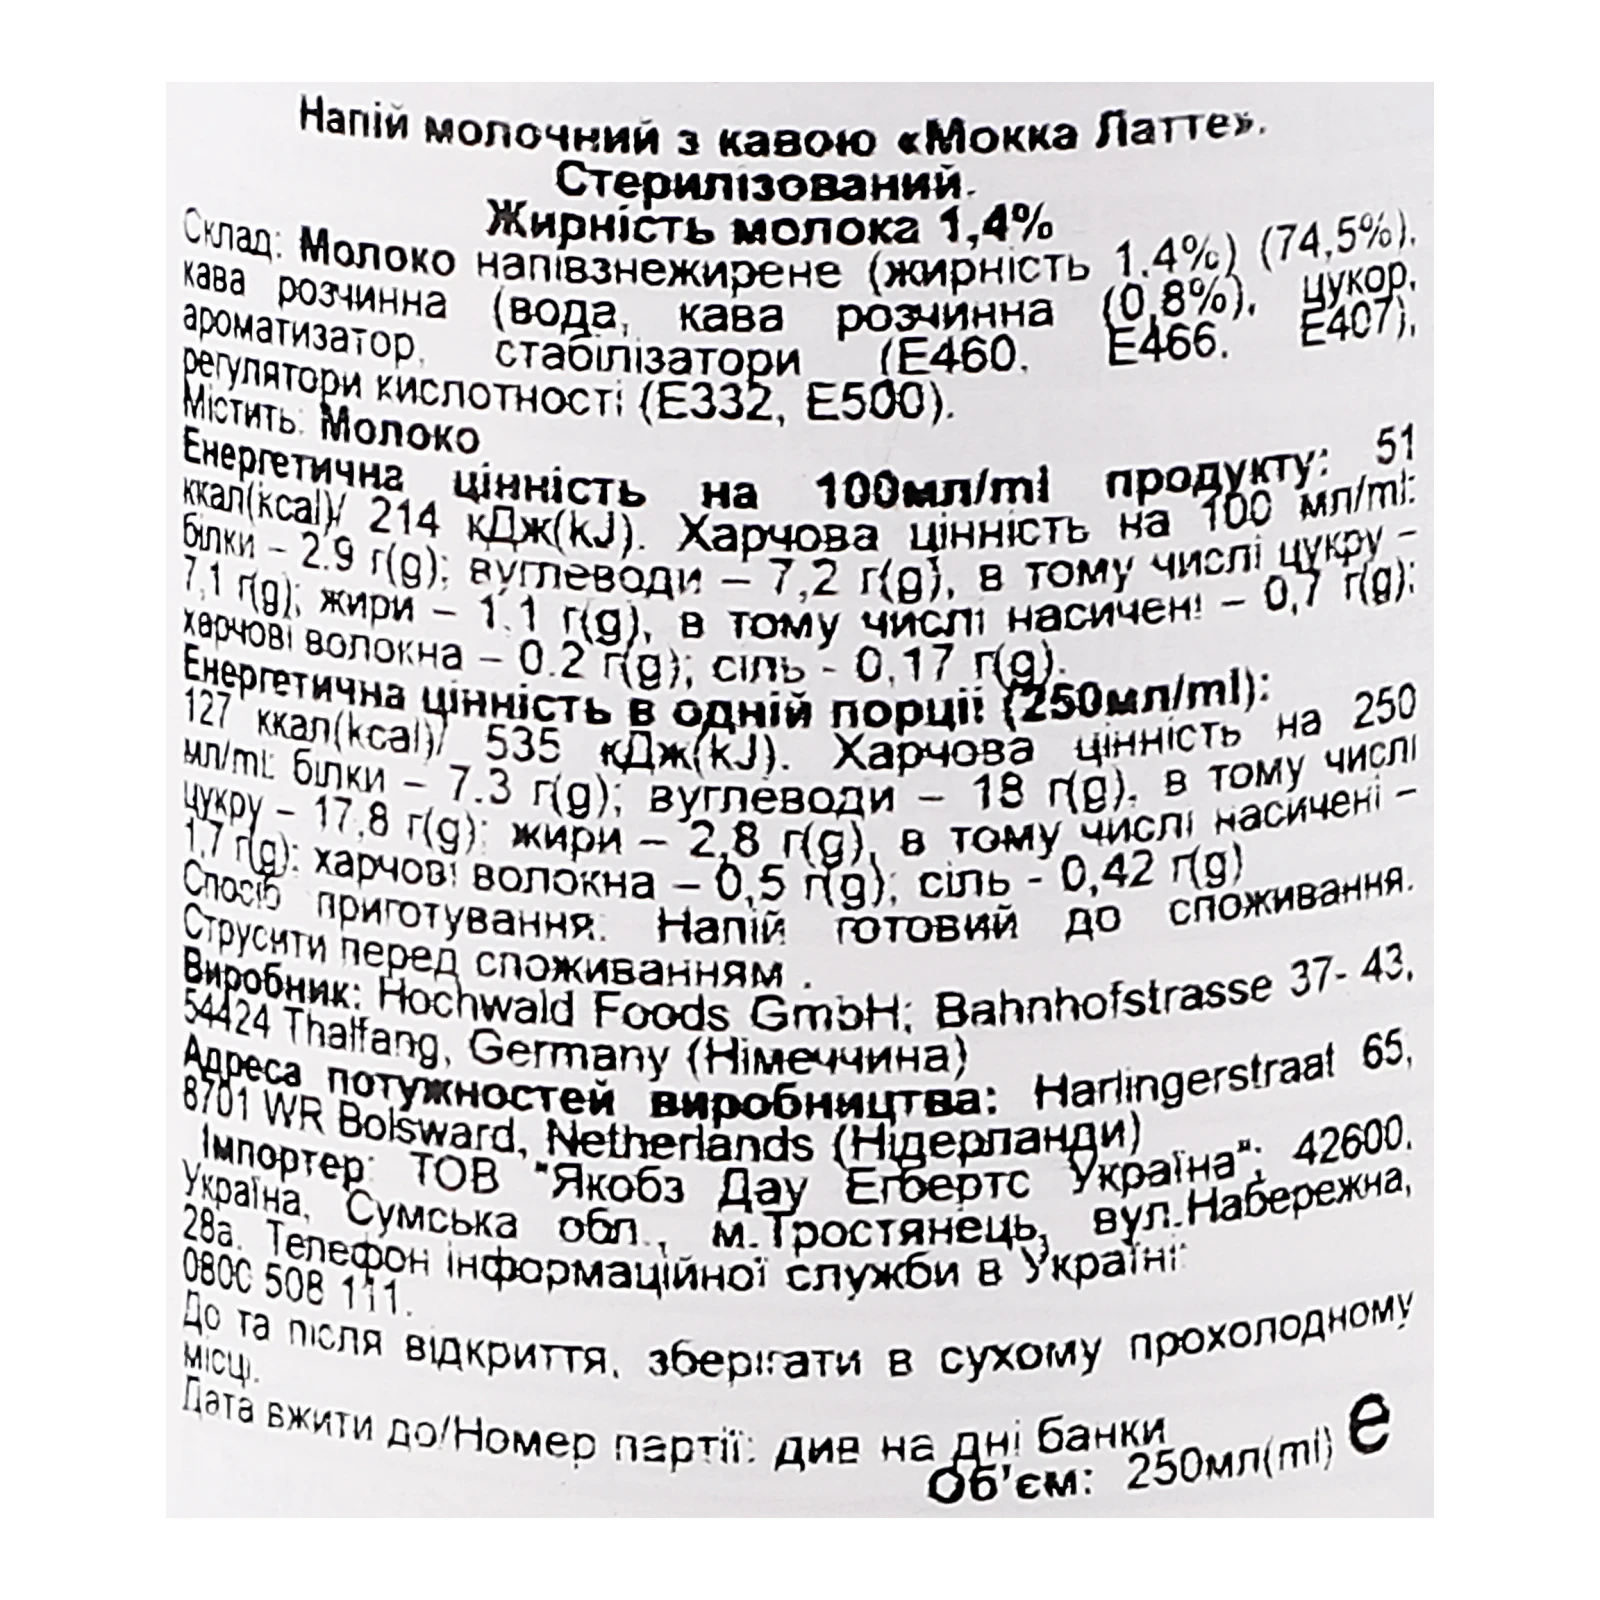 Напій молочний з кавою «Мокка Латте».
Стерилізований.
Жирність молока 1,4%
Склад: Молоко напівзнежирене (жирність 1.4%) (74,5%),
кава розчинна (вода, кава розчинна (0,8%), цукор,
ароматизатор, стабілізатори (Е460, Е466, Е407),
регулятори кислотності (Е332, Е500).
Містить: Молоко
Енергетична цінність на 100мл/ml продукту: 51
ккал(kcal)/ 214 кДж(kJ). Харчова цінність на 100 мл/ml:
білки – 2.9 г(g); вуглеводи – 7,2 г(g), в тому числі цукру –
7,1 г(g); жири – 1.1 г(g), в тому числі насичені – 0,7 г(g);
харчові волокна – 0.2 г(g); сіль - 0,17 г(g).
Енергетична цінність в одній порції (250мл/ml):
127 ккал(kcal)/ 535 кДж(kJ). Харчова цінність на 250
мл/ml: білки – 7.3 г(g); вуглеводи – 18 г(g), в тому числі
цукру – 17,8 г(g); жири – 2,8 г(g), в тому числі насичені –
1,7 г(g); харчові волокна – 0,5 г(g); сіль - 0,42 г(g)
Спосіб приготування: Напій готовий до споживання.
Струсити перед споживанням .
Виробник: Hochwald Foods GmbH; Bahnhofstrasse 37- 43,
54424 Thalfang, Germany (Німеччина)
Адреса потужностей виробництва: Harlingerstraat 65,
8701 WR Bolsward, Netherlands (Нідерланди)
Імпортер: ТОВ "Якобз Дау Егбертс Україна"; 42600,
Україна, Сумська обл., м.Тростянець, вул.Набережна,
28а. Телефон інформаційної служби в Україні:
0800 508 111.
До та після відкриття, зберігати в сухому прохолодному
місці.
Дата вжити до/Номер партії: див на дні банки
Об'єм: 250мл(ml) e